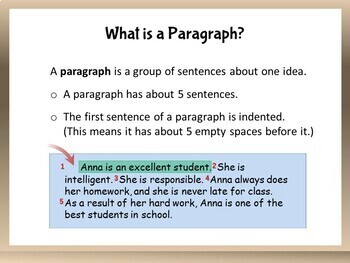 What is a Paragraph?
A paragraph is a group of sentences about one idea.
o A paragraph has about 5 sentences.
o The first sentence of a paragraph is indented.
(This means it has about 5 empty spaces before it.)
1 Anna is an excellent student. 2 She is
intelligent. 3 She is responsible. 4 Anna always does
her homework, and she is never late for class.
5 As a result of her hard work, Anna is one of the
best students in school.